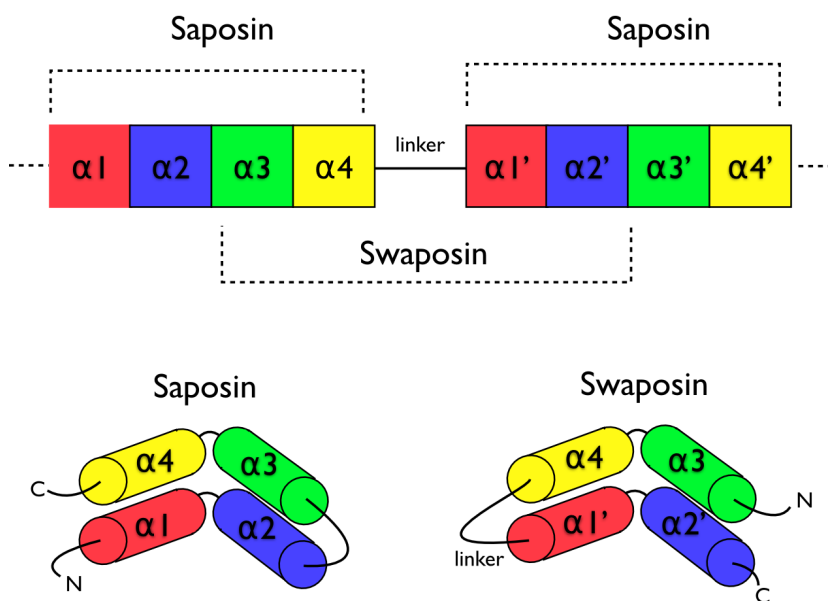 Saposin Saposin
α1 α2 α3 α4 linker α1’ α2’ α3’ α4’
Swaposin
Saposin Swaposin
α4 α3 α4 α3
C N
α1 α2 α1’ α2’
linker
N C